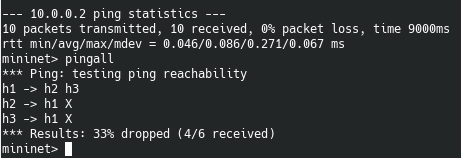 --- 10.0.0.2 ping statistics ---
10 packets transmitted, 10 received, 0% packet loss, time 9000ms
rtt min/avg/max/mdev = 0.046/0.086/0.271/0.067 ms
mininet> pingall
*** Ping: testing ping reachability
h1 -> h2 h3
h2 -> h1 X
h3 -> h1 X
*** Results: 33% dropped (4/6 received)
mininet>